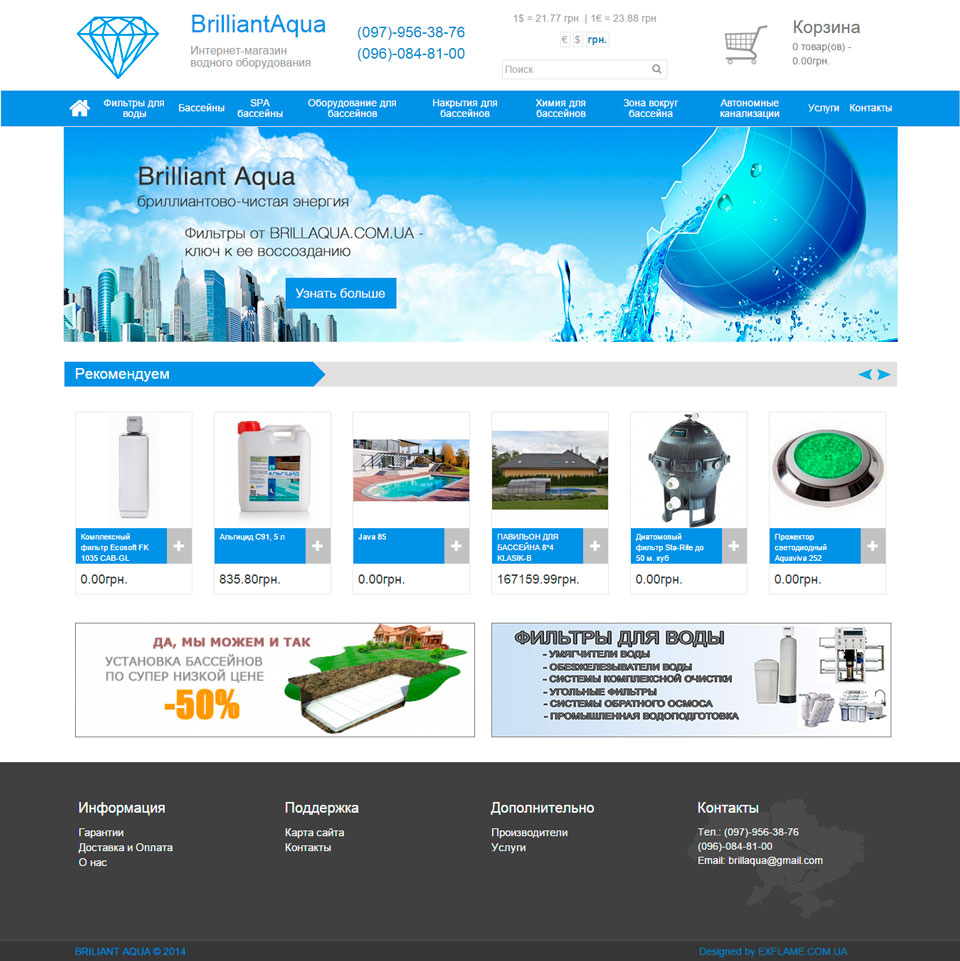 BrilliantAqua
Интернет-магазин
водного оборудования
(097)-956-38-76
(096)-084-81-00
1$ = 21.77 грн | 1€ = 23.88 грн
€ $ грн.
Поиск
Корзина
0 товар(ов) -
0.00грн.
Фильтры для
воды
Бассейны
SPA
бассейны
Оборудование для
бассейнов
Накрытия для
бассейнов
Химия для
бассейнов
Зона вокруг
бассейна
Автономные
канализации
Услуги
Контакты
Brilliant Aqua
бриллиантово-чистая энергия
Фильтры от BRILLAQUA.COM.UA -
ключ к ее воссозданию
Узнать больше
Рекомендуем
Комплексный
фильтр Ecosoft FK
1035 CAB-GL
0.00грн.
АЛЬГИЦИД
Альгицид С91, 5 л
835.80грн.
Java 85
0.00грн.
ПАВИЛЬОН ДЛЯ
БАССЕЙНА 8*4
KLASIK-B
167159.99грн.
Диатомовый
фильтр Sta-Rite до
50 м. куб
0.00грн.
Прожектор
светодиодный
Aquaviva 252
0.00грн.
ДА, МЫ МОЖЕМ И ТАК
УСТАНОВКА БАССЕЙНОВ
ПО СУПЕР НИЗКОЙ ЦЕНЕ
-50%
ФИЛЬТРЫ ДЛЯ ВОДЫ
- УМЯГЧИТЕЛИ ВОДЫ
- ОБЕЗЖЕЛЕЗЫВАТЕЛИ ВОДЫ
- СИСТЕМЫ КОМПЛЕКСНОЙ ОЧИСТКИ
- УГОЛЬНЫЕ ФИЛЬТРЫ
- СИСТЕМЫ ОБРАТНОГО ОСМОСА
- ПРОМЫШЛЕННАЯ ВОДОПОДГОТОВКА
Информация
Гарантии
Доставка и Оплата
О нас
Поддержка
Карта сайта
Контакты
Дополнительно
Производители
Услуги
Контакты
Тел.: (097)-956-38-76
(096)-084-81-00
Email: brillaqua@gmail.com
BRILIANT AQUA © 2014
Designed by EXFLAME.COM.UA